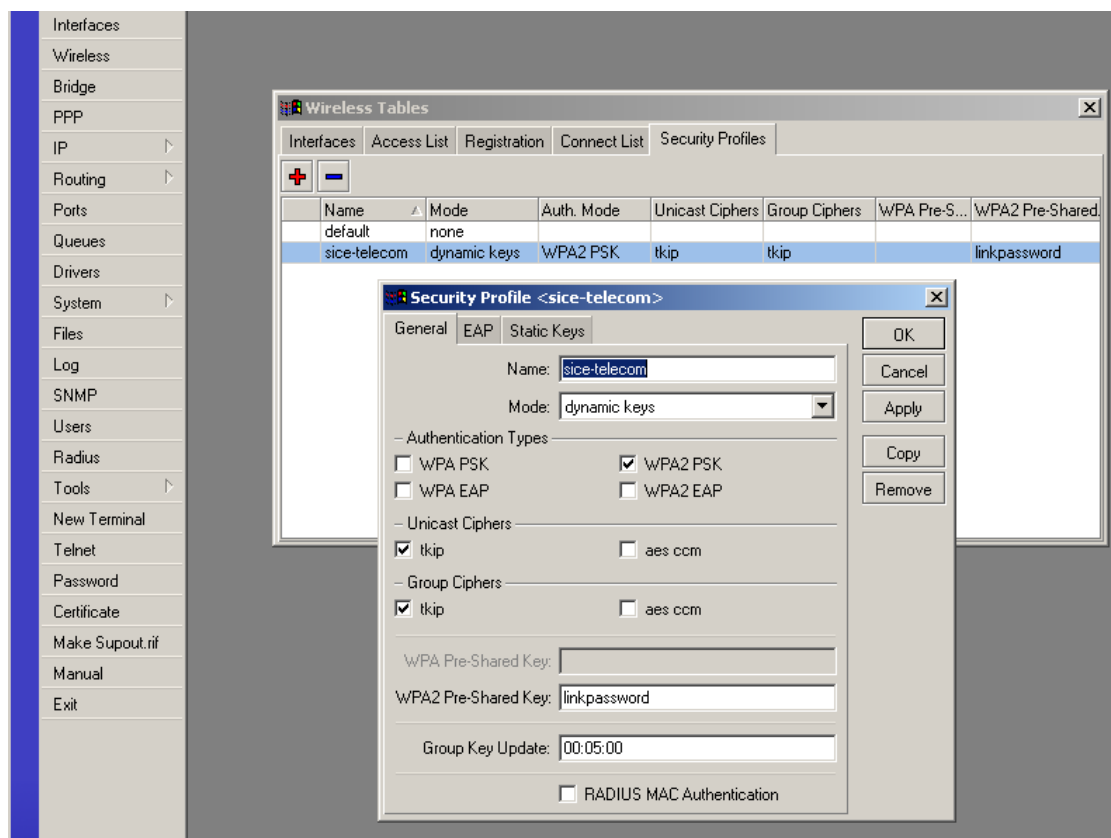 Interfaces
Wireless
Bridge
PPP
IP
Routing
Ports
Queues
Drivers
System
Files
Log
SNMP
Users
Radius
Tools
New Terminal
Telnet
Password
Certificate
Make Supout.rif
Manual
Exit
Wireless Tables
Interfaces Access List Registration Connect List Security Profiles
Name Mode Auth. Mode Unicast Ciphers Group Ciphers WPA Pre-S... WPA2 Pre-Shared.
default none
sice-telecom dynamic keys WPA2 PSK tkip tkip linkpassword
Security Profile <sice-telecom>
General EAP Static Keys
Name: sice-telecom
Mode: dynamic keys
Authentication Types
WPA PSK WPA2 PSK
WPA EAP WPA2 EAP
Unicast Ciphers
tkip aes ccm
Group Ciphers
tkip aes ccm
WPA Pre-Shared Key:
WPA2 Pre-Shared Key: linkpassword
Group Key Update: 00:05:00
RADIUS MAC Authentication
OK
Cancel
Apply
Copy
Remove